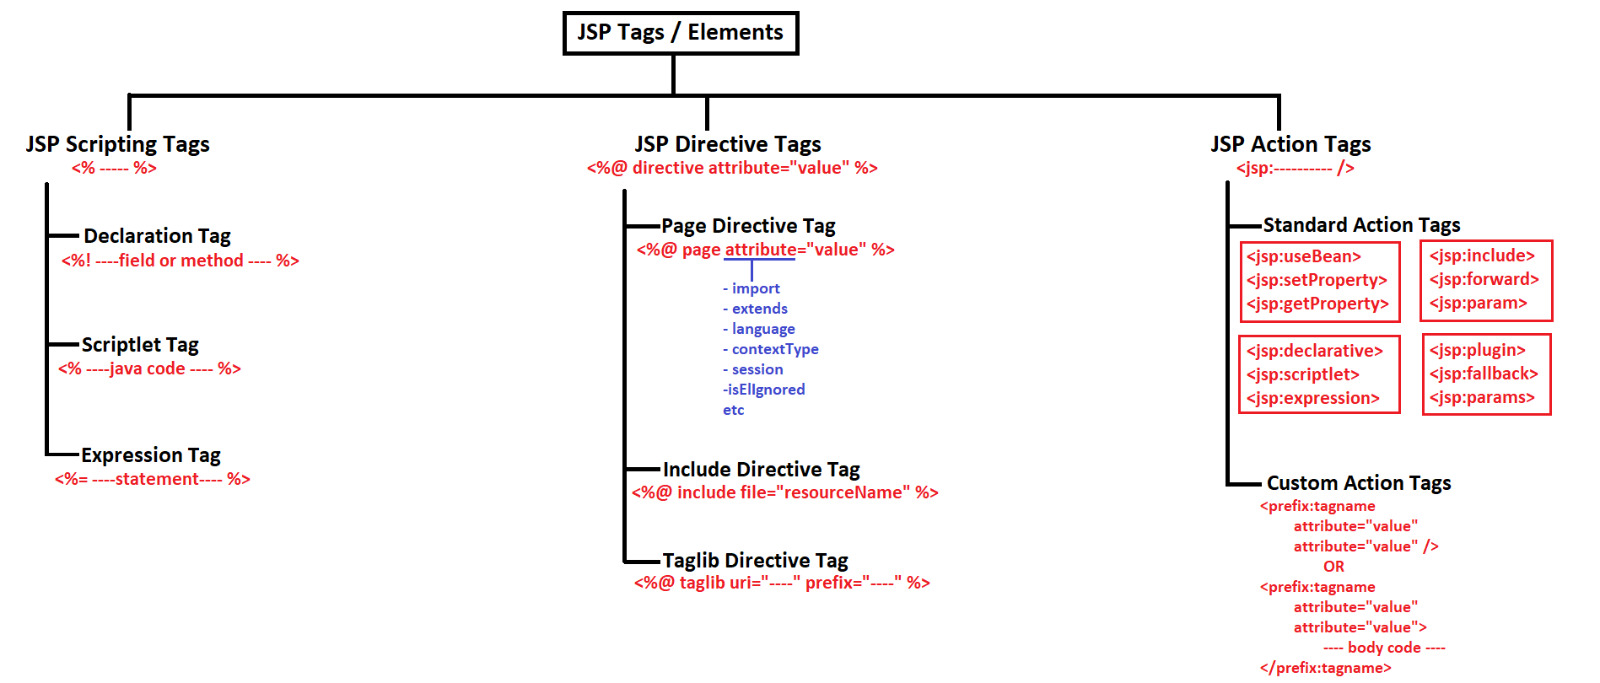 JSP Tags / Elements
JSP Scripting Tags
<% ----- %>
Declaration Tag
<%! ----field or method ---- %>
Scriptlet Tag
<% ----java code ---- %>
Expression Tag
<%= ----statement---- %>
JSP Directive Tags
<%@ directive attribute="value" %>
Page Directive Tag
<%@ page attribute="value" %>
- import
- extends
- language
- contextType
- session
-isElIgnored
etc
Include Directive Tag
<%@ include file="resourceName" %>
Taglib Directive Tag
<%@ taglib uri="----" prefix="----" %>
JSP Action Tags
<jsp:---------- />
Standard Action Tags
<jsp:useBean>
<jsp:setProperty>
<jsp:getProperty>
<jsp:include>
<jsp:forward>
<jsp:param>
<jsp:declarative>
<jsp:scriptlet>
<jsp:expression>
<jsp:plugin>
<jsp:fallback>
<jsp:params>
Custom Action Tags
<prefix:tagname
attribute="value"
attribute="value" />
OR
<prefix:tagname
attribute="value"
attribute="value">
---- body code ----
</prefix:tagname>